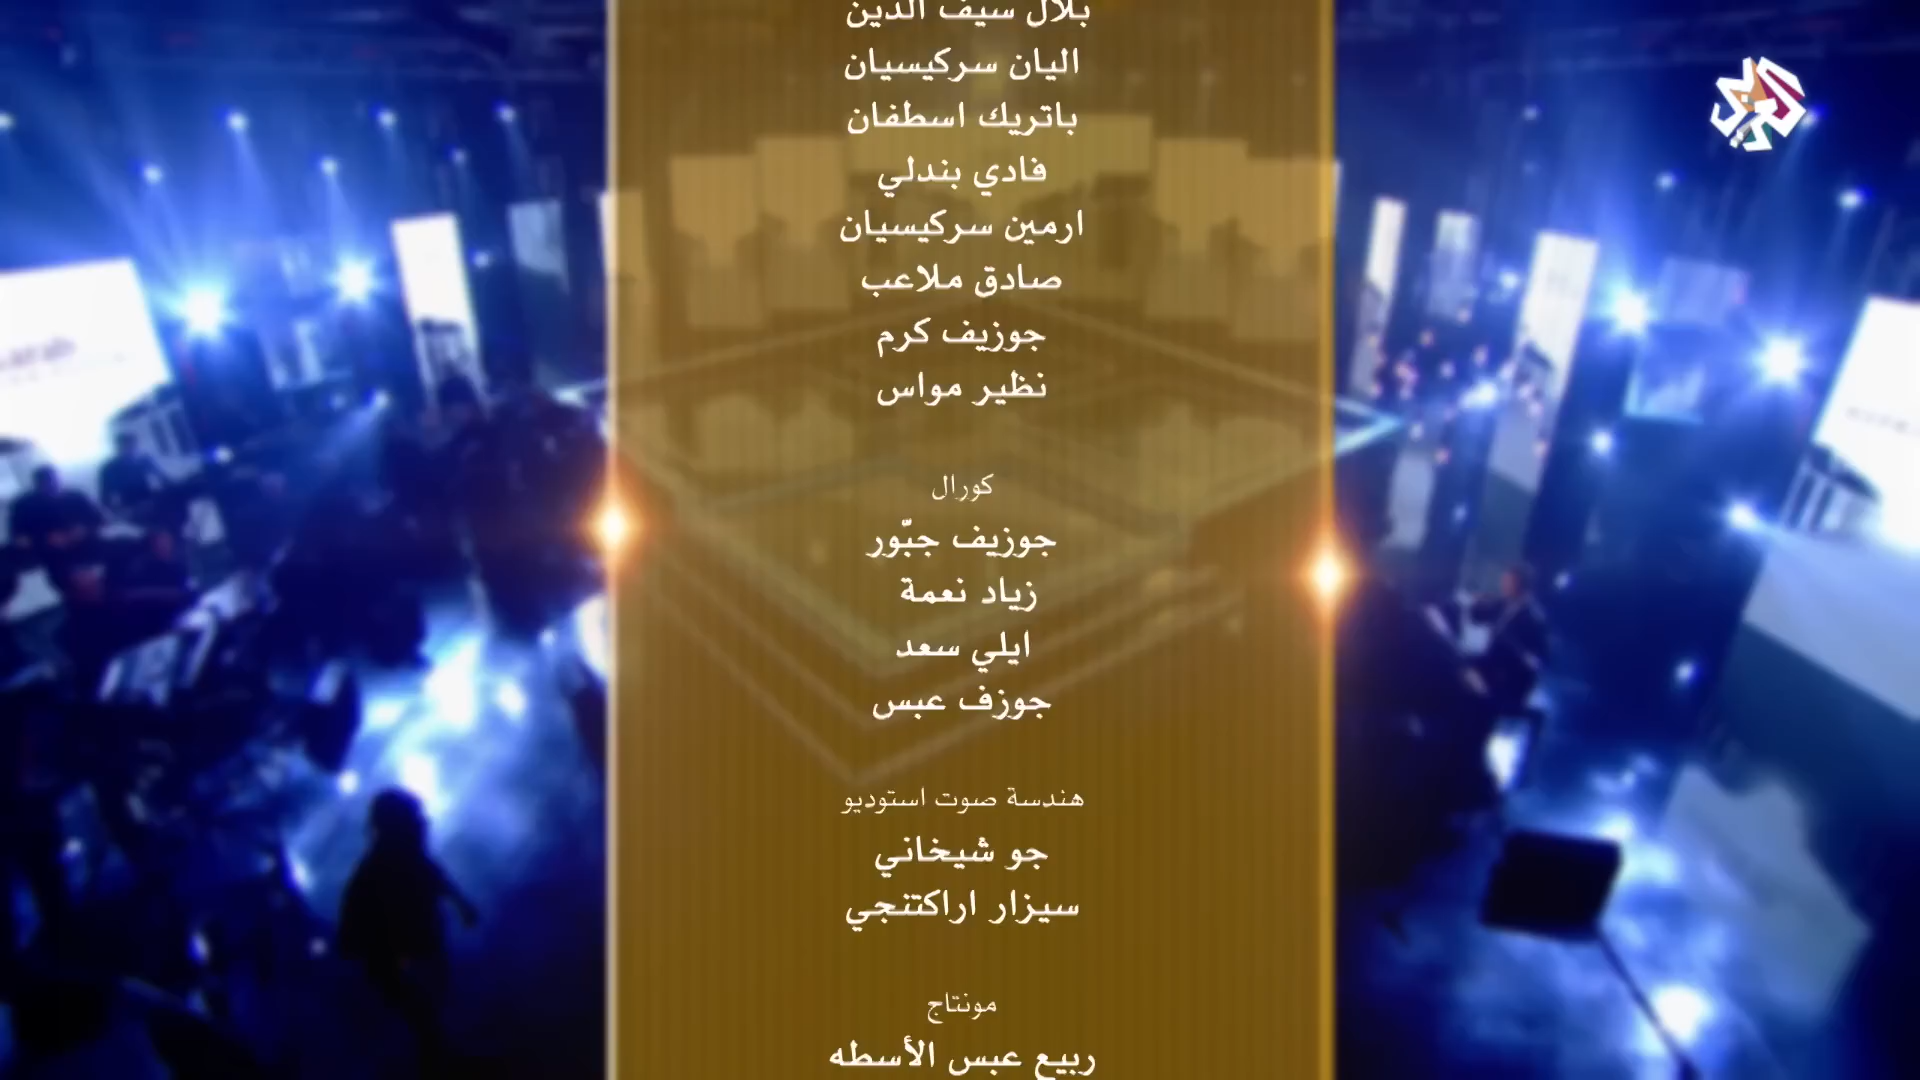 بلال سيف الدين
اليان سركيسيان
باتريك اسطفان
فادي بندلي
ارمين سركيسيان
صادق ملاعب
جوزيف كرم
نظير مواس
كورال
جوزيف جبّور
زياد نعمة
ايلي سعد
جوزف عبس
هندسة صوت استوديو
جو شيخاني
سيزار اراكتنجي
مونتاج
ربيع عبس الأسطه